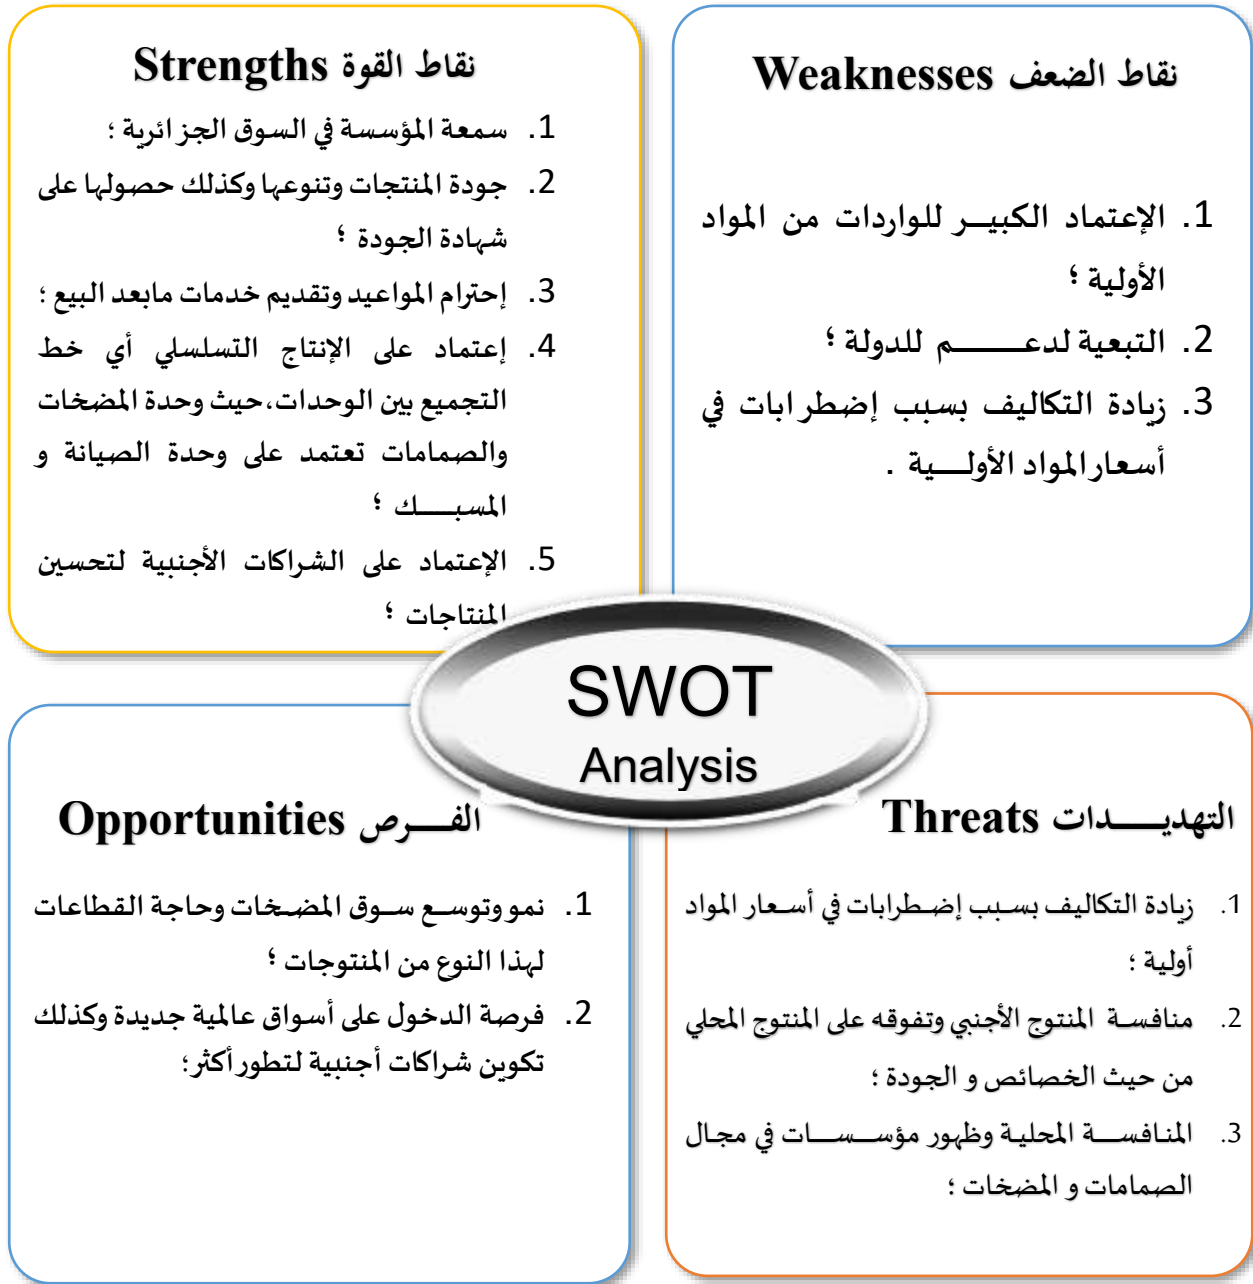 نقاط القوة Strengths
1. سمعة المؤسسة في السوق الجزائرية ؛
2. جودة المنتجات وتنوعها وكذلك حصولها على
شهادة الجودة ؛
3. إحترام المواعيد وتقديم خدمات مابعد البيع ؛
4. إعتماد على الإنتاج التسلسلي أي خط
التجميع بين الوحدات،حيث وحدة المضخات
والصمامات تعتمد على وحدة الصيانة و
المسبـــك ؛
5. الإعتماد على الشراكات الأجنبية لتحسين
المنتاجات ؛
نقاط الضعف Weaknesses
1. الإعتماد الكبيــر للواردات من المواد
الأولية ؛
2. التبعية لدعــــــم للدولة ؛
3. زيادة التكاليف بسبب إضطرابات في
أسعار المواد الأولـــية .
SWOT
Analysis
الفــــرص Opportunities
1. نمو وتوسـع سـوق المضـخات وحاجة القطاعات
لهذا النوع من المنتوجات ؛
2. فرصة الدخول على أسواق عالمية جديدة وكذلك
تكوين شراكات أجنبية لتطور أكثر؛
التهديــــــدات Threats
1. زيادة التكاليف بسـبب إضـطرابات في أسـعار المواد
أولية ؛
2. منافسـة المنتوج الأجنبي وتفوقه على المنتوج المحلي
من حيث الخصائص و الجودة ؛
3. المنافســـة المحلية وظهور مؤســـســـات في مجال
الصمامات و المضخات ؛